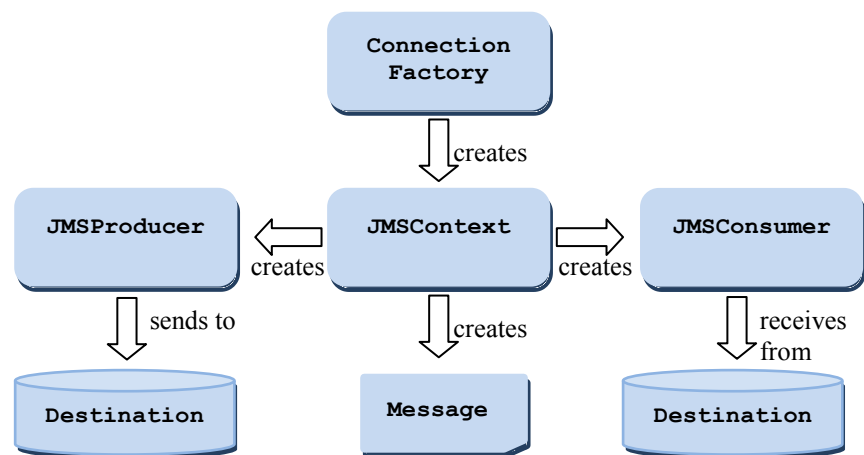 Connection
Factory
creates
JMSProducer
JMSContext
JMSConsumer
creates
creates
sends to
creates
receives
from
Destination
Message
Destination